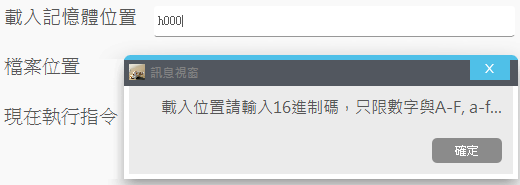 載入記憶體位置
h000
檔案位置
訊息視窗
X
載入位置請輸入16進制碼，只限數字與A-F, a-f...
現在執行指令
確定